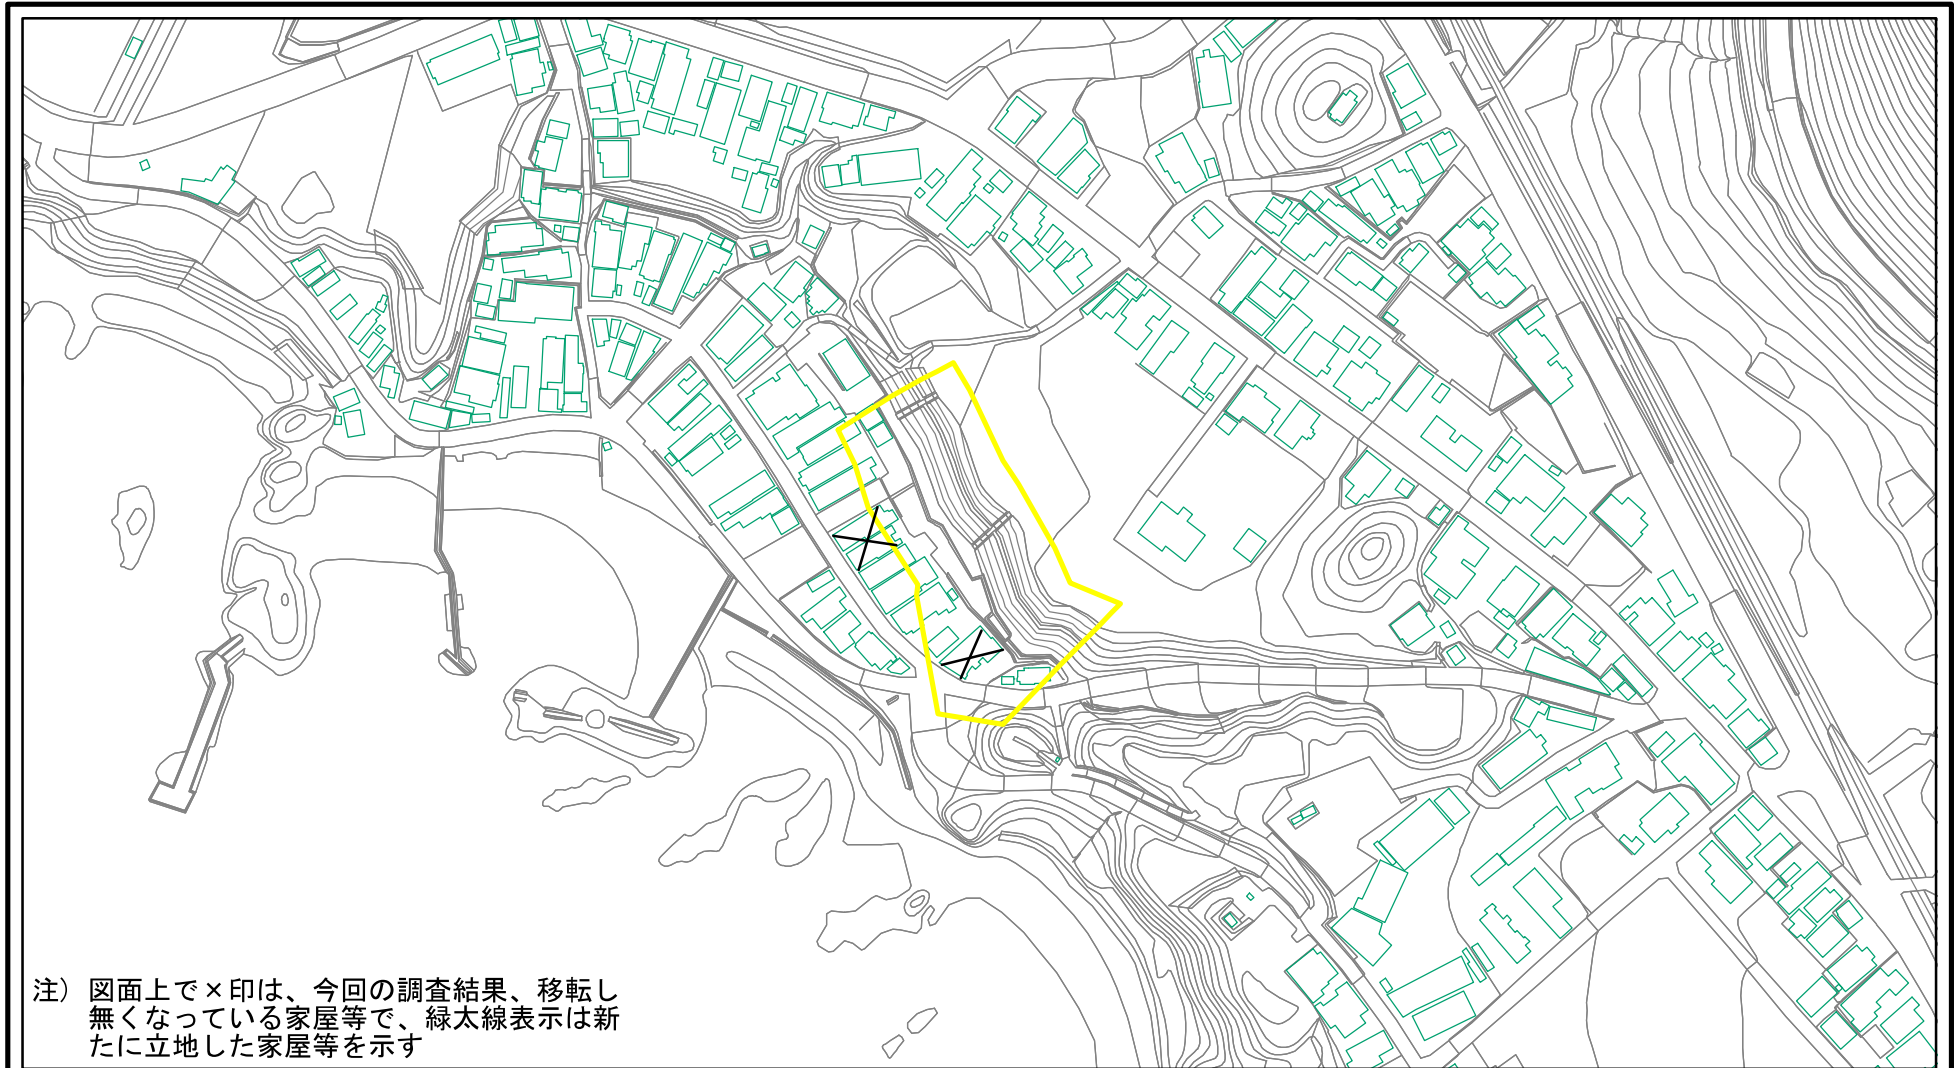 注） 図面上で×印は、今回の調査結果、移転し
無くなっている家屋等で、緑太線表示は新
たに立地した家屋等を示す